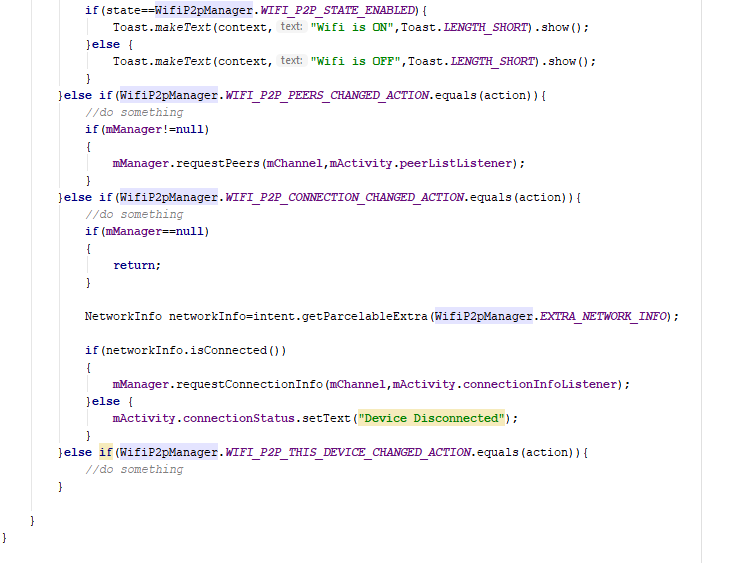 if(state==WifiP2pManager.WIFI_P2P_STATE_ENABLED){
Toast.makeText(context, text: "Wifi is ON",Toast.LENGTH_SHORT).show();
}else {
Toast.makeText(context, text: "Wifi is OFF",Toast.LENGTH_SHORT).show();
}
}else if(WifiP2pManager.WIFI_P2P_PEERS_CHANGED_ACTION.equals(action)){
//do something
if(mManager!=null)
{
mManager.requestPeers(mChannel,mActivity.peerListListener);
}
}else if(WifiP2pManager.WIFI_P2P_CONNECTION_CHANGED_ACTION.equals(action)){
//do something
if(mManager==null)
{
return;
}
NetworkInfo networkInfo=intent.getParcelableExtra(WifiP2pManager.EXTRA_NETWORK_INFO);
if(networkInfo.isConnected())
{
mManager.requestConnectionInfo(mChannel,mActivity.connectionInfoListener);
}else {
mActivity.connectionStatus.setText("Device Disconnected");
}
}else if(WifiP2pManager.WIFI_P2P_THIS_DEVICE_CHANGED_ACTION.equals(action)){
//do something
}
}
}